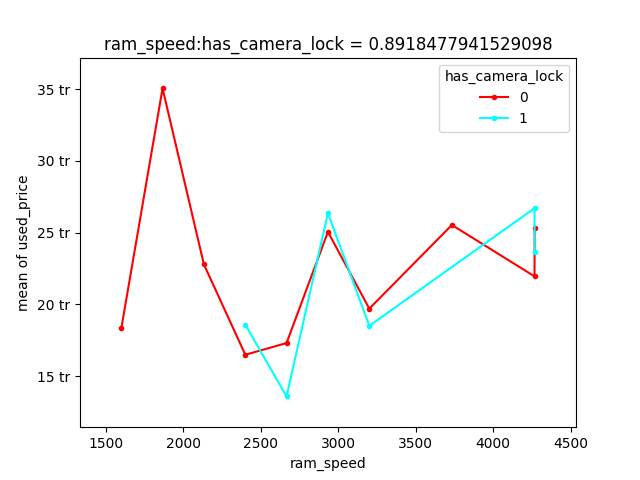 ram_speed:has_camera_lock = 0.8918477941529098
has_camera_lock
0
1
35 tr
30 tr
25 tr
20 tr
15 tr
mean of used_price
1500 2000 2500 3000 3500 4000 4500
ram_speed